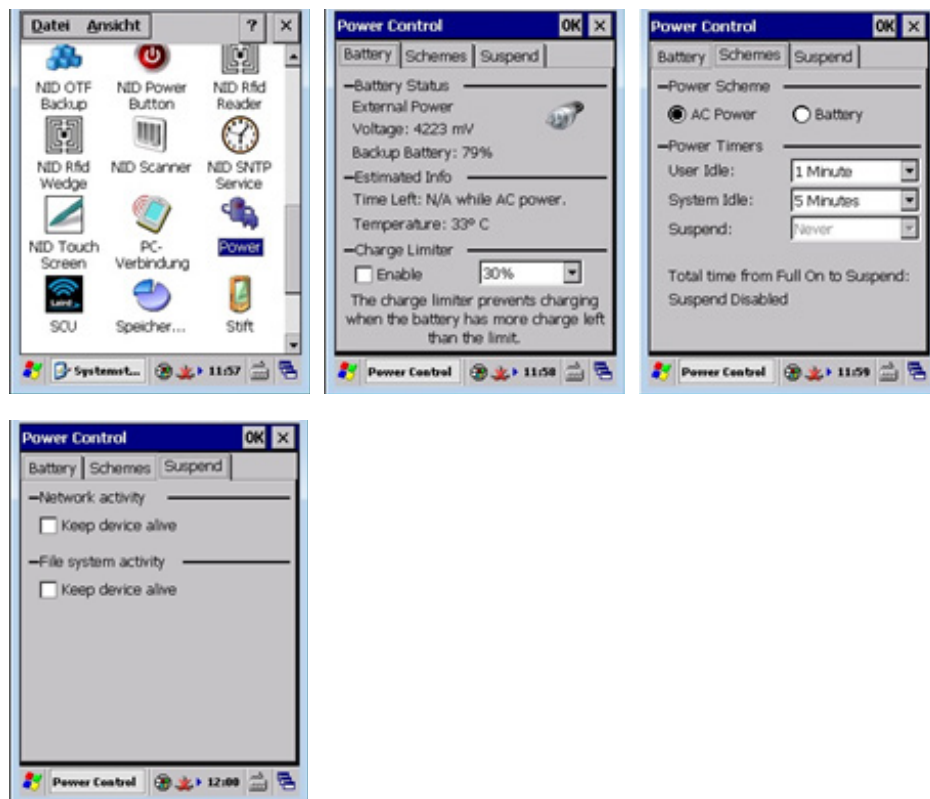 Datei Ansicht ? ×
NID OTF Backup
NID Power Button
NID Rfid Reader
NID Rfid Wedge
NID Scanner
NID SNTP Service
NID Touch Screen
PC-Verbindung
Power
Laird
SCU
Speicher...
Stift
Systemst... 11:57
Power Control OK ×
Battery Schemes Suspend
Battery Status
External Power
Voltage: 4223 mV
Backup Battery: 79%
Estimated Info
Time Left: N/A while AC power.
Temperature: 33º C
Charge Limiter
Enable 30%
The charge limiter prevents charging
when the battery has more charge left
than the limit.
Power Control 11:58
Power Control OK ×
Battery Schemes Suspend
Power Scheme
AC Power Battery
Power Timers
User Idle: 1 Minute
System Idle: 5 Minutes
Suspend: Never
Total time from Full On to Suspend:
Suspend Disabled
Power Control 11:59
Power Control OK ×
Battery Schemes Suspend
Network activity
Keep device alive
File system activity
Keep device alive
Power Control 12:00